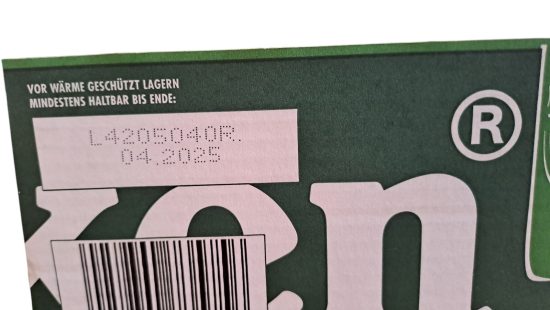 VOR WÄRME GESCHÜTZT LAGERN
MINDESTENS HALTBAR BIS ENDE:
L4205040R.
04.2025
®
ken